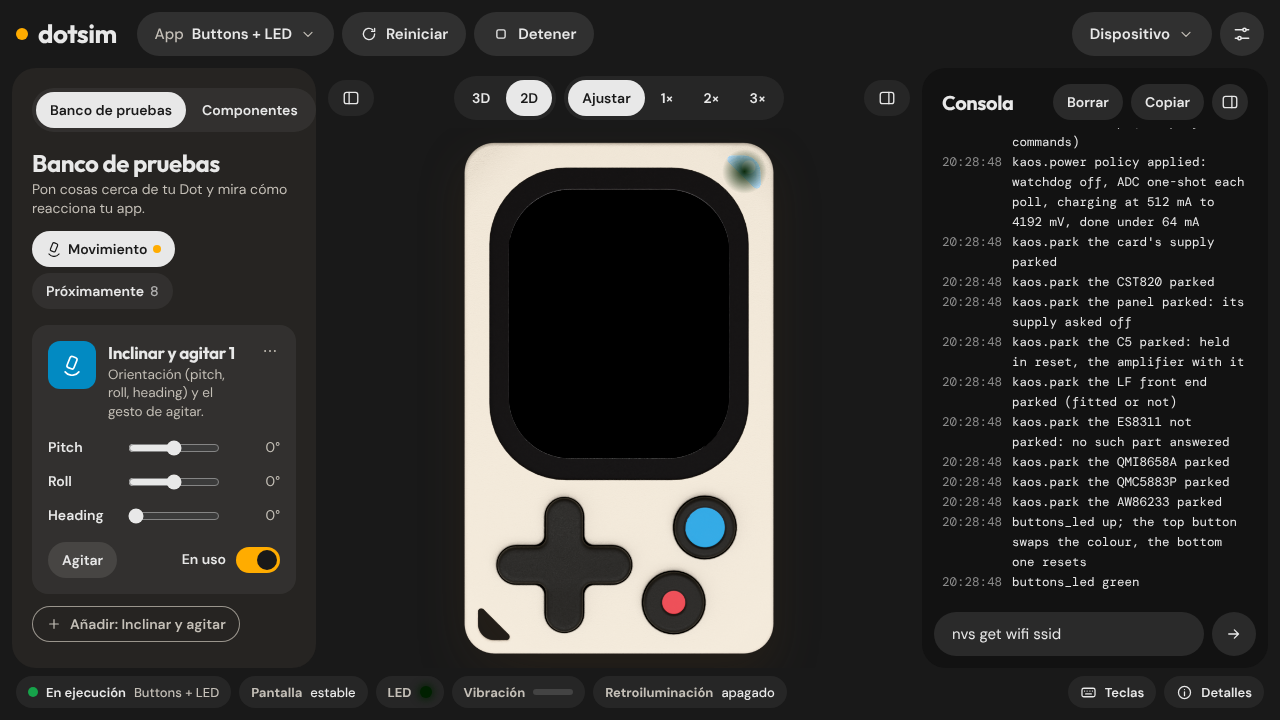 dotsim
App Buttons + LED
Reiniciar
Detener
Dispositivo
Banco de pruebas
Componentes
3D
2D
Ajustar
1×
2×
3×
Consola
Borrar
Copiar
Banco de pruebas
Pon cosas cerca de tu Dot y mira cómo
reacciona tu app.
Movimiento
Próximamente 8
Inclinar y agitar 1
...
Orientación (pitch,
roll, heading) y el
gesto de agitar.
Pitch
0°
Roll
0°
Heading
0°
Agitar
En uso
Añadir: Inclinar y agitar
commands)
20:28:48 kaos.power policy applied:
watchdog off, ADC one-shot each
poll, charging at 512 mA to
4192 mV, done under 64 mA
20:28:48 kaos.park the card's supply
parked
20:28:48 kaos.park the CST820 parked
20:28:48 kaos.park the panel parked: its
supply asked off
20:28:48 kaos.park the C5 parked: held
in reset, the amplifier with it
20:28:48 kaos.park the LF front end
parked (fitted or not)
20:28:48 kaos.park the ES8311 not
parked: no such part answered
20:28:48 kaos.park the QMI8658A parked
20:28:48 kaos.park the QMC5883P parked
20:28:48 kaos.park the AW86233 parked
20:28:48 buttons_led up; the top button
swaps the colour, the bottom
one resets
20:28:48 buttons_led green
nvs get wifi ssid
En ejecución Buttons + LED
Pantalla estable
LED
Vibración
Retroiluminación apagado
Teclas
Detalles